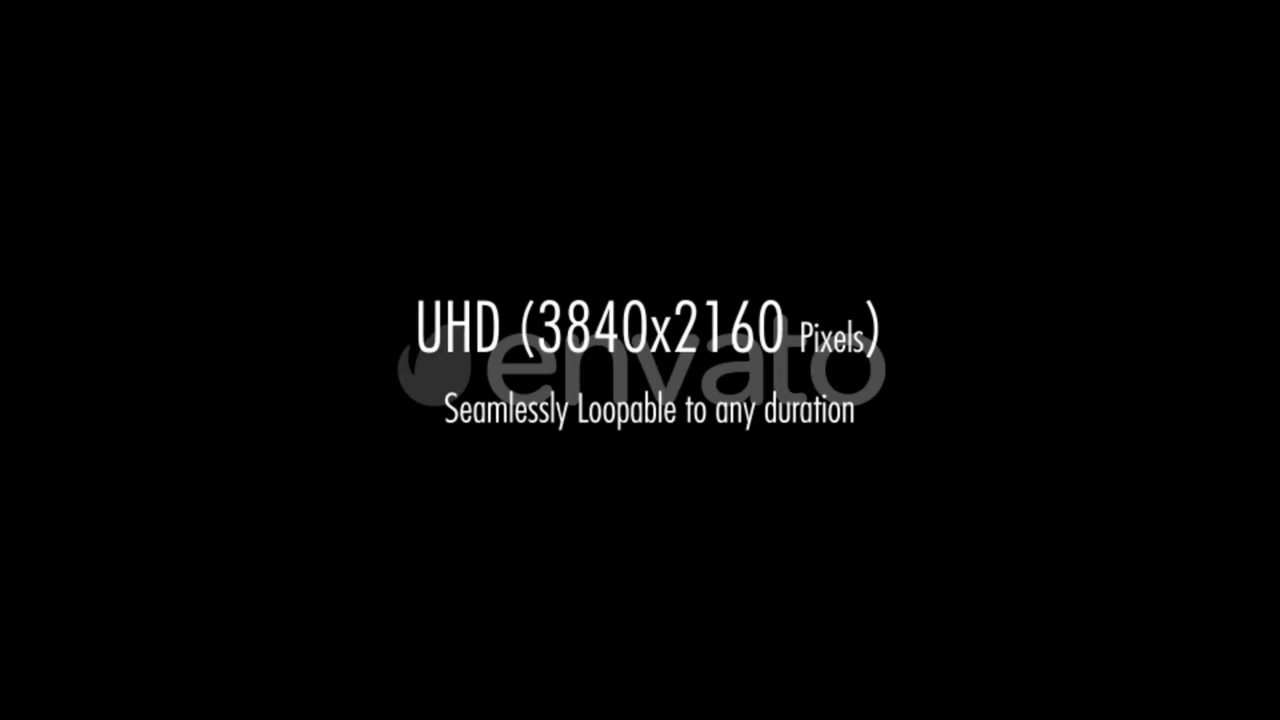 UHD (3840x2160 Pixels)
envato
Seamlessly Loopable to any duration